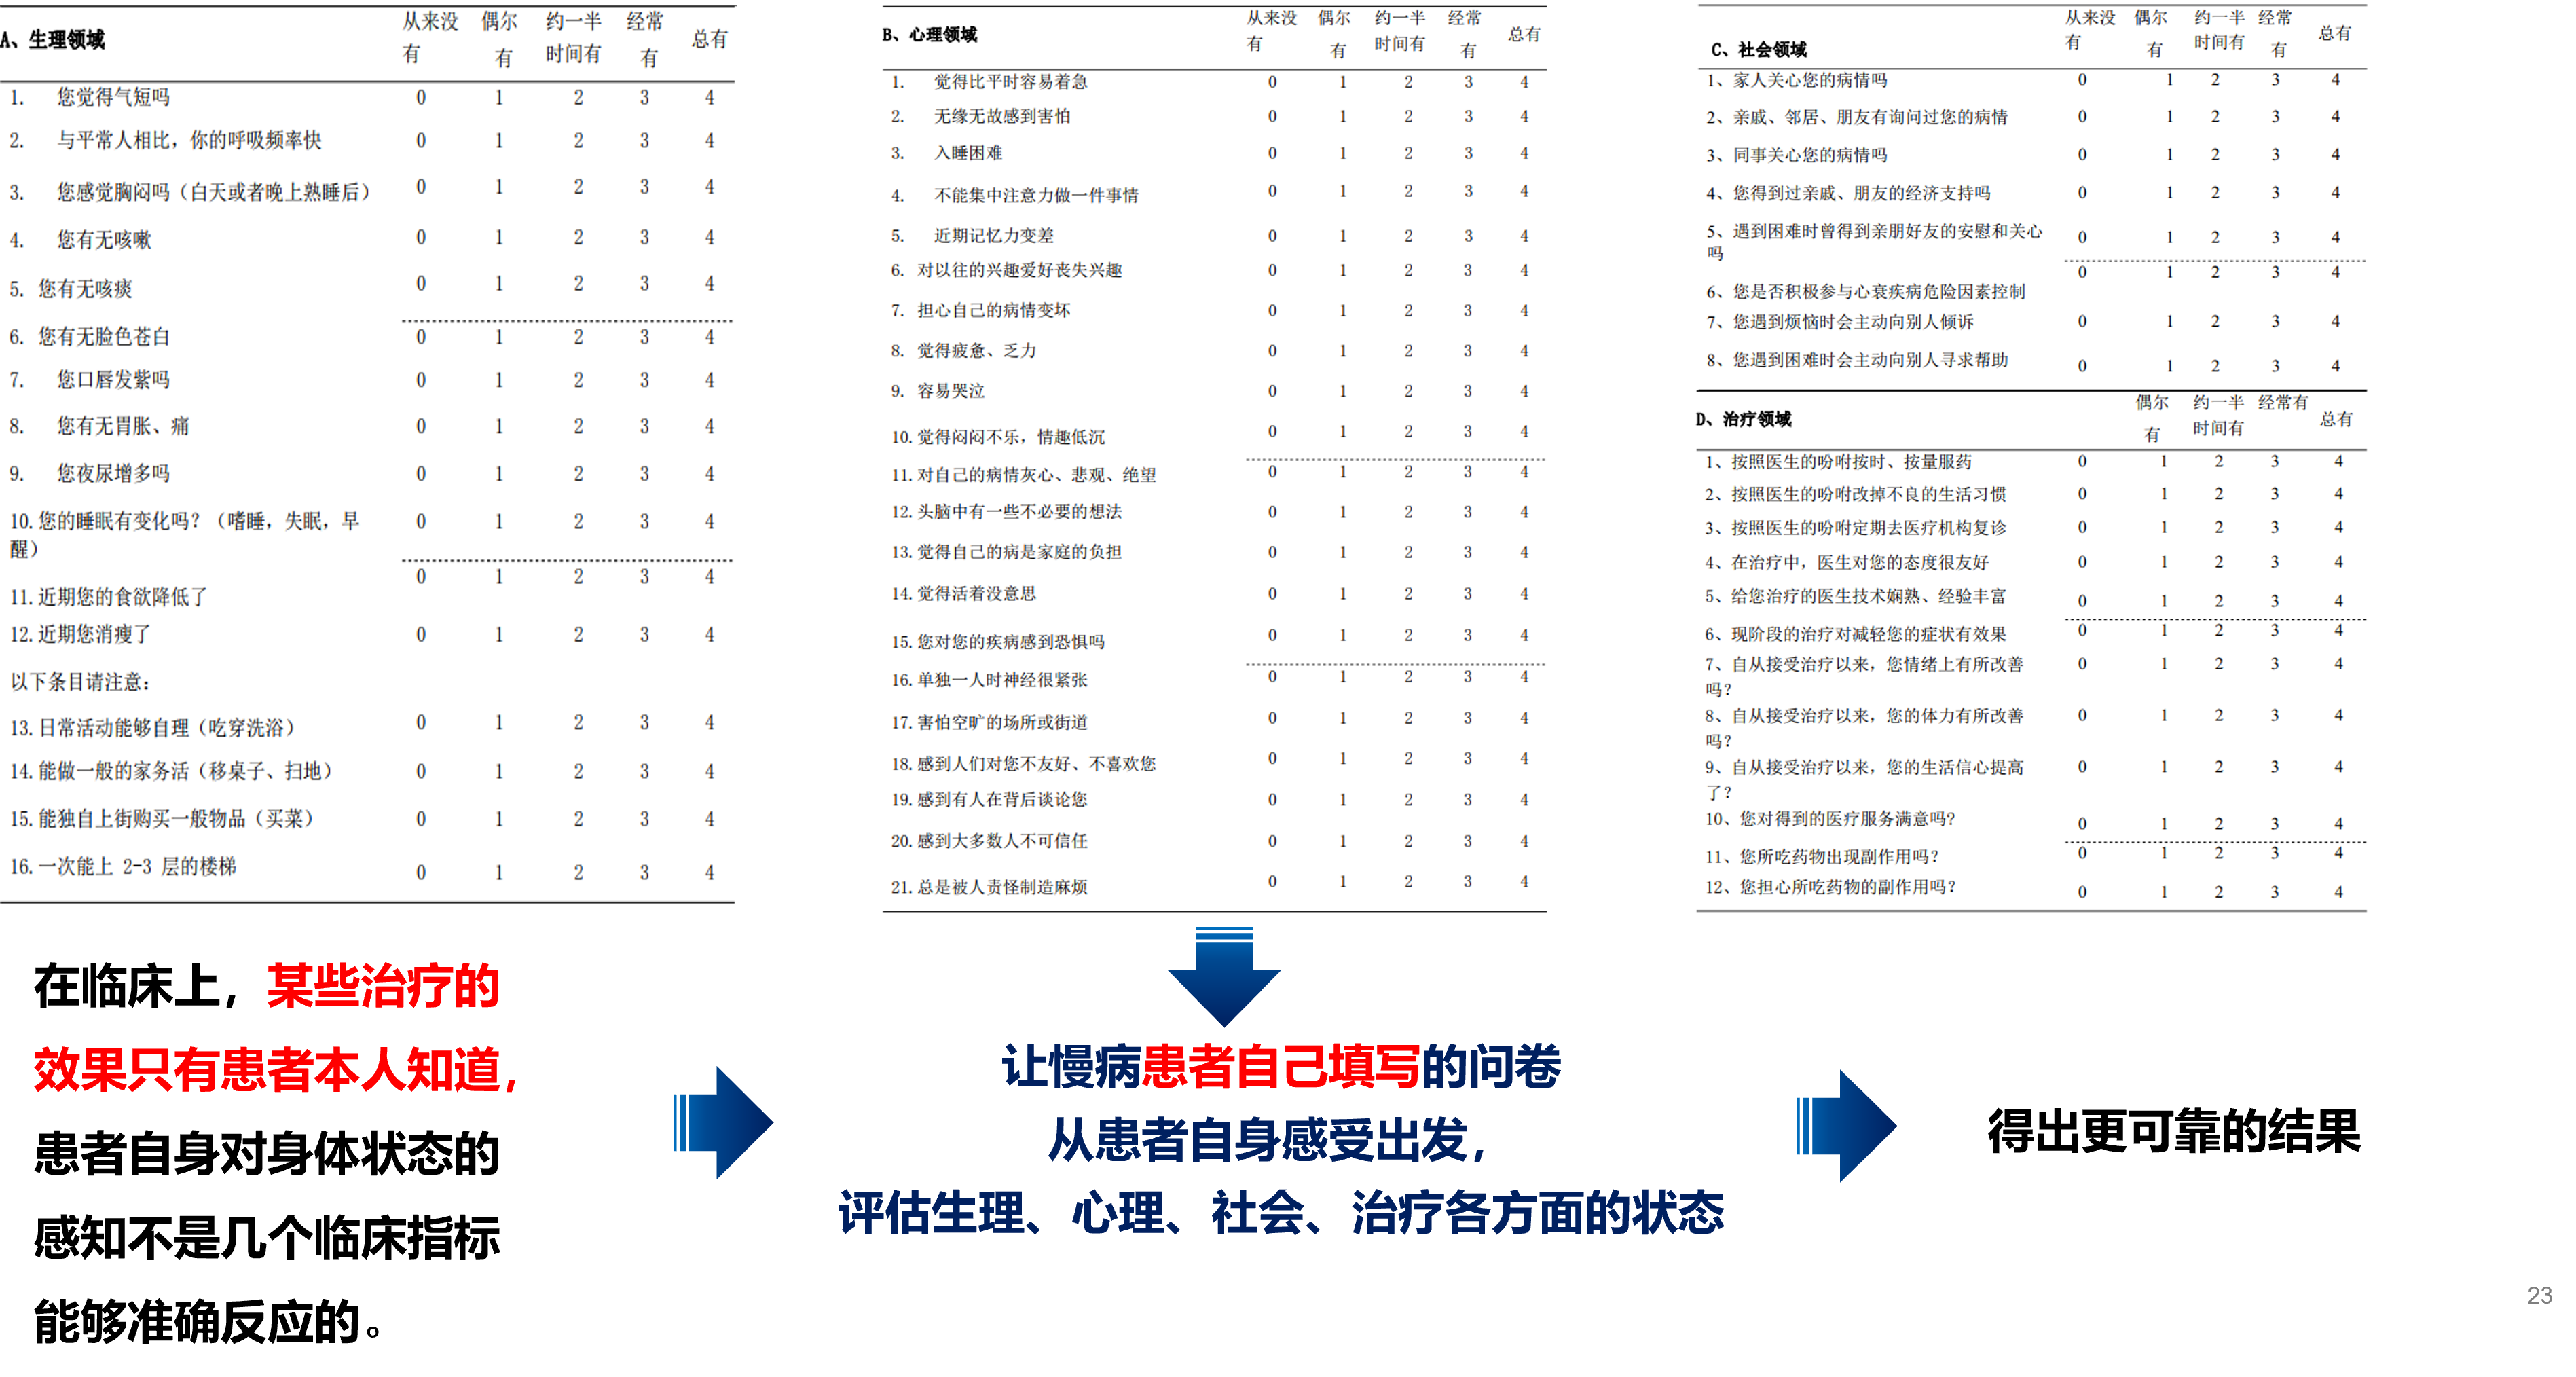 A、生理领域 从来没有 偶尔有 约一半时间有 经常有 总有
1. 您觉得气短吗 0 1 2 3 4
2. 与平常人相比，你的呼吸频率快 0 1 2 3 4
3. 您感觉胸闷吗（白天或者晚上熟睡后） 0 1 2 3 4
4. 您有无咳嗽 0 1 2 3 4
5. 您有无咳痰 0 1 2 3 4
6. 您有无脸色苍白 0 1 2 3 4
7. 您口唇发紫吗 0 1 2 3 4
8. 您有无胃胀、痛 0 1 2 3 4
9. 您夜尿增多吗 0 1 2 3 4
10.您的睡眠有变化吗？（嗜睡，失眠，早 0 1 2 3 4
醒）
11.近期您的食欲降低了 0 1 2 3 4
12.近期您消瘦了 0 1 2 3 4
以下条目请注意：
13.日常活动能够自理（吃穿洗浴） 0 1 2 3 4
14.能做一般的家务活（移桌子、扫地） 0 1 2 3 4
15.能独自上街购买一般物品（买菜） 0 1 2 3 4
16.一次能上 2-3 层的楼梯 0 1 2 3 4
B、心理领域 从来没有 偶尔有 约一半时间有 经常有 总有
1. 觉得比平时容易着急 0 1 2 3 4
2. 无缘无故感到害怕 0 1 2 3 4
3. 入睡困难 0 1 2 3 4
4. 不能集中注意力做一件事情 0 1 2 3 4
5. 近期记忆力变差 0 1 2 3 4
6. 对以往的兴趣爱好丧失兴趣 0 1 2 3 4
7. 担心自己的病情变坏 0 1 2 3 4
8. 觉得疲惫、乏力 0 1 2 3 4
9. 容易哭泣 0 1 2 3 4
10.觉得闷闷不乐，情趣低沉 0 1 2 3 4
11.对自己的病情灰心、悲观、绝望 0 1 2 3 4
12.头脑中有一些不必要的想法 0 1 2 3 4
13.觉得自己的病是家庭的负担 0 1 2 3 4
14.觉得活着没意思 0 1 2 3 4
15.您对您的疾病感到恐惧吗 0 1 2 3 4
16.单独一人时神经很紧张 0 1 2 3 4
17.害怕空旷的场所或街道 0 1 2 3 4
18.感到人们对您不友好、不喜欢您 0 1 2 3 4
19.感到有人在背后谈论您 0 1 2 3 4
20.感到大多数人不可信任 0 1 2 3 4
21.总是被人责怪制造麻烦 0 1 2 3 4
C、社会领域 从来没有 偶尔有 约一半时间有 经常有 总有
1、家人关心您的病情吗 0 1 2 3 4
2、亲戚、邻居、朋友有询问过您的病情 0 1 2 3 4
3、同事关心您的病情吗 0 1 2 3 4
4、您得到过亲戚、朋友的经济支持吗 0 1 2 3 4
5、遇到困难时曾得到亲朋好友的安慰和关心 0 1 2 3 4
吗
6、您是否积极参与心衰疾病危险因素控制 0 1 2 3 4
7、您遇到烦恼时会主动向别人倾诉 0 1 2 3 4
8、您遇到困难时会主动向别人寻求帮助 0 1 2 3 4
D、治疗领域 偶尔有 约一半时间有 经常有 总有
1、按照医生的吩咐按时、按量服药 0 1 2 3 4
2、按照医生的吩咐改掉不良的生活习惯 0 1 2 3 4
3、按照医生的吩咐定期去医疗机构复诊 0 1 2 3 4
4、在治疗中，医生对您的态度很友好 0 1 2 3 4
5、给您治疗的医生技术娴熟、经验丰富 0 1 2 3 4
6、现阶段的治疗对减轻您的症状有效果 0 1 2 3 4
7、自从接受治疗以来，您情绪上有所改善 0 1 2 3 4
吗？
8、自从接受治疗以来，您的体力有所改善 0 1 2 3 4
吗？
9、自从接受治疗以来，您的生活信心提高 0 1 2 3 4
了？
10、您对得到的医疗服务满意吗? 0 1 2 3 4
11、您所吃药物出现副作用吗？ 0 1 2 3 4
12、您担心所吃药物的副作用吗？ 0 1 2 3 4
在临床上，某些治疗的
效果只有患者本人知道，
患者自身对身体状态的
感知不是几个临床指标
能够准确反应的。
让慢病患者自己填写的问卷
从患者自身感受出发，
评估生理、心理、社会、治疗各方面的状态
得出更可靠的结果
23